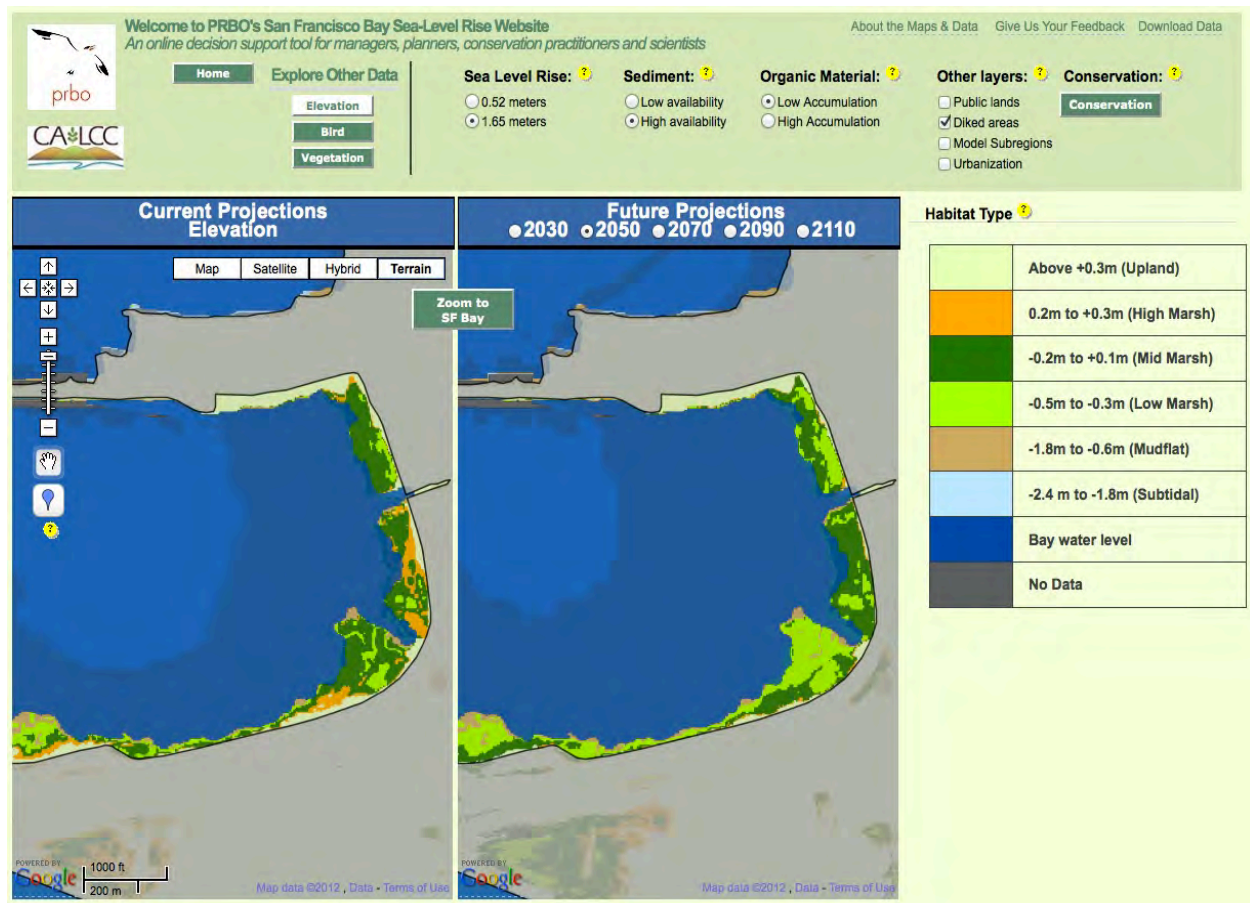 Welcome to PRBO's San Francisco Bay Sea-Level Rise Website
An online decision support tool for managers, planners, conservation practitioners and scientists
About the Maps & Data Give Us Your Feedback Download Data
prbo
CA LCC
Home
Explore Other Data
Elevation
Bird
Vegetation
Sea Level Rise: ?
0.52 meters
1.65 meters
Sediment: ?
Low availability
High availability
Organic Material: ?
Low Accumulation
High Accumulation
Other layers: ?
Public lands
Diked areas
Model Subregions
Urbanization
Conservation: ?
Conservation
Current Projections
Elevation
Future Projections
2030 2050 2070 2090 2110
Map Satellite Hybrid Terrain
Zoom to
SF Bay
?
POWERED BY
Google
1000 ft
200 m
Map data ©2012 , Data - Terms of Use
POWERED BY
Google
Map data ©2012 , Data - Terms of Use
Habitat Type ?
Above +0.3m (Upland)
0.2m to +0.3m (High Marsh)
-0.2m to +0.1m (Mid Marsh)
-0.5m to -0.3m (Low Marsh)
-1.8m to -0.6m (Mudflat)
-2.4 m to -1.8m (Subtidal)
Bay water level
No Data